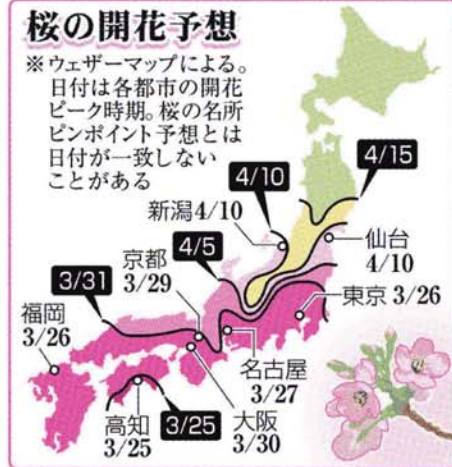 桜の開花予想
※ウェザーマップによる。
日付は各都市の開花
ピーク時期。桜の名所
ピンポイント予想とは
日付が一致しない
ことがある
4/15
4/10
新潟4/10
仙台
4/10
4/5
京都
3/29
3/31
福岡
3/26
東京 3/26
名古屋
3/27
大阪
3/30
高知
3/25
3/25